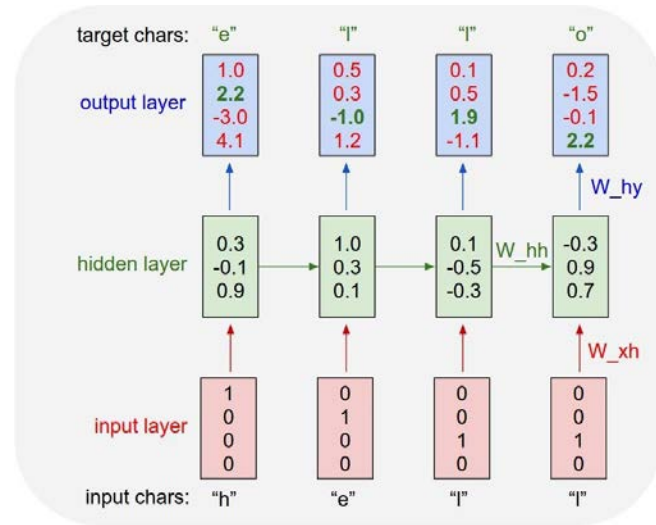 target chars: “e” “l” “l” “o”
output layer
1.0 0.5 0.1 0.2
2.2 0.3 0.5 -1.5
-3.0 -1.0 1.9 -0.1
4.1 1.2 -1.1 2.2
W_hy
hidden layer
0.3 1.0 0.1 -0.3
-0.1 0.3 -0.5 0.9
0.9 0.1 -0.3 0.7
W_hh
W_xh
input layer
1 0 0 0
0 1 0 0
0 0 1 1
0 0 0 0
input chars: “h” “e” “l” “l”